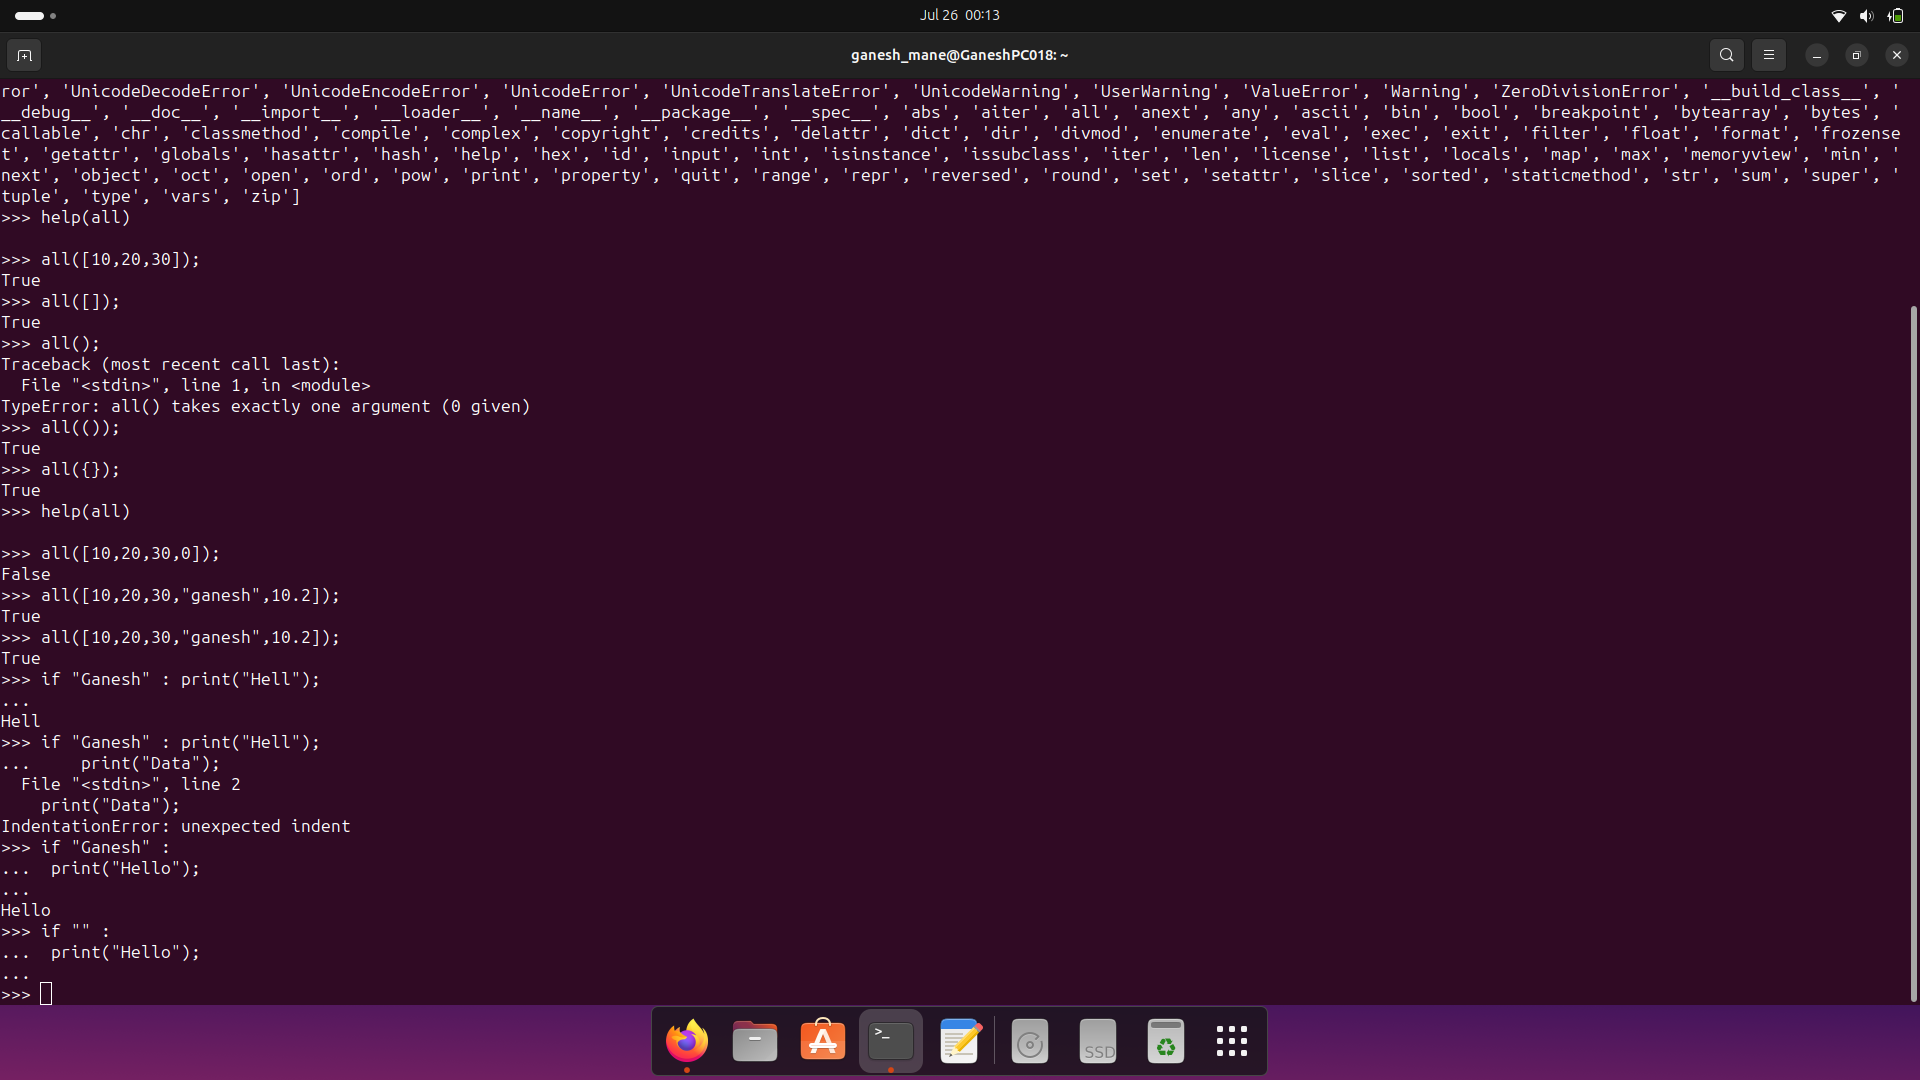 Jul 26 00:13
ganesh_mane@GaneshPC018: ~
ror', 'UnicodeDecodeError', 'UnicodeEncodeError', 'UnicodeError', 'UnicodeTranslateError', 'UnicodeWarning', 'UserWarning', 'ValueError', 'Warning', 'ZeroDivisionError', '__build_class__', '
__debug__', '__doc__', '__import__', '__loader__', '__name__', '__package__', '__spec__', 'abs', 'aiter', 'all', 'anext', 'any', 'ascii', 'bin', 'bool', 'breakpoint', 'bytearray', 'bytes', '
callable', 'chr', 'classmethod', 'compile', 'complex', 'copyright', 'credits', 'delattr', 'dict', 'dir', 'divmod', 'enumerate', 'eval', 'exec', 'exit', 'filter', 'float', 'format', 'frozense
t', 'getattr', 'globals', 'hasattr', 'hash', 'help', 'hex', 'id', 'input', 'int', 'isinstance', 'issubclass', 'iter', 'len', 'license', 'list', 'locals', 'map', 'max', 'memoryview', 'min', '
next', 'object', 'oct', 'open', 'ord', 'pow', 'print', 'property', 'quit', 'range', 'repr', 'reversed', 'round', 'set', 'setattr', 'slice', 'sorted', 'staticmethod', 'str', 'sum', 'super', '
tuple', 'type', 'vars', 'zip']
>>> help(all)
>>> all([10,20,30]);
True
>>> all([]);
True
>>> all();
Traceback (most recent call last):
  File "<stdin>", line 1, in <module>
TypeError: all() takes exactly one argument (0 given)
>>> all(());
True
>>> all({});
True
>>> help(all)
>>> all([10,20,30,0]);
False
>>> all([10,20,30,"ganesh",10.2]);
True
>>> all([10,20,30,"ganesh",10.2]);
True
>>> if "Ganesh" : print("Hell");
...
Hell
>>> if "Ganesh" : print("Hell");
...     print("Data");
  File "<stdin>", line 2
    print("Data");
IndentationError: unexpected indent
>>> if "Ganesh" :
...  print("Hello");
...
Hello
>>> if "" :
...  print("Hello");
...
>>>
>_
SSD